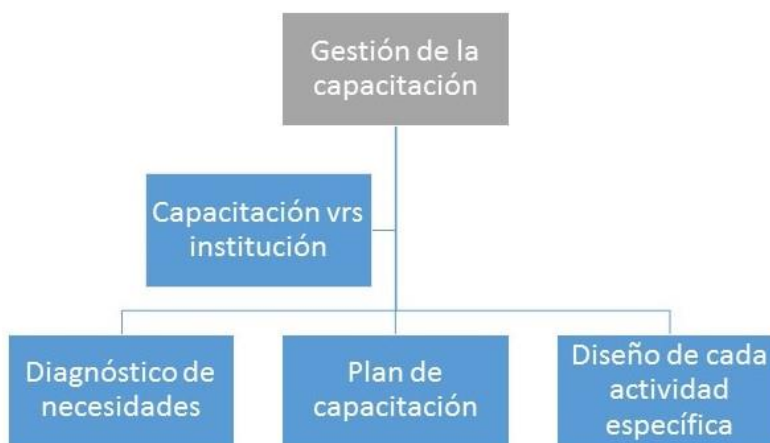 Gestión de la
capacitación
Capacitación vrs
institución
Diagnóstico de
necesidades
Plan de
capacitación
Diseño de cada
actividad
específica